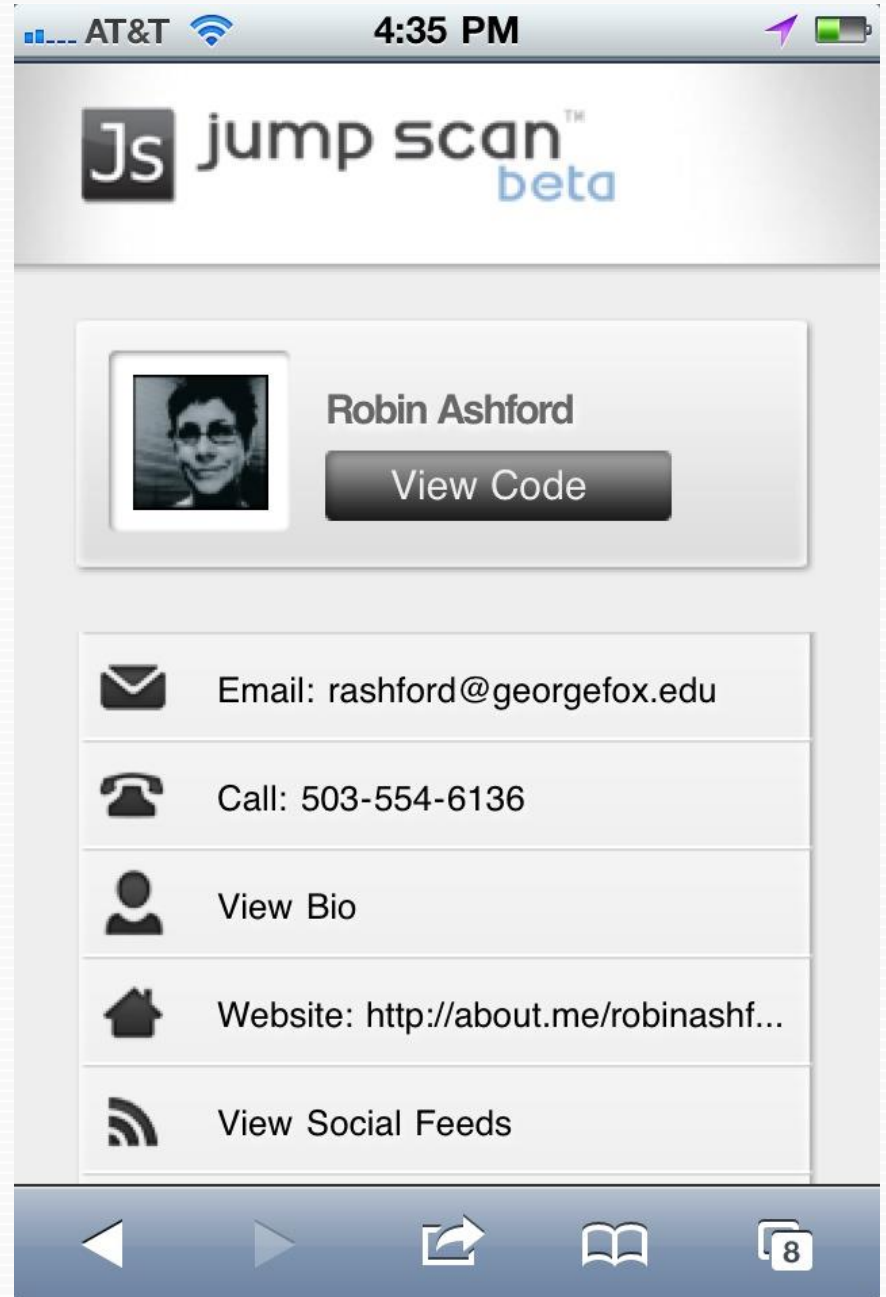 AT&T 4:35 PM
Js jump scan™
beta
Robin Ashford
View Code
Email: rashford@georgefox.edu
Call: 503-554-6136
View Bio
Website: http://about.me/robinashf...
View Social Feeds
8